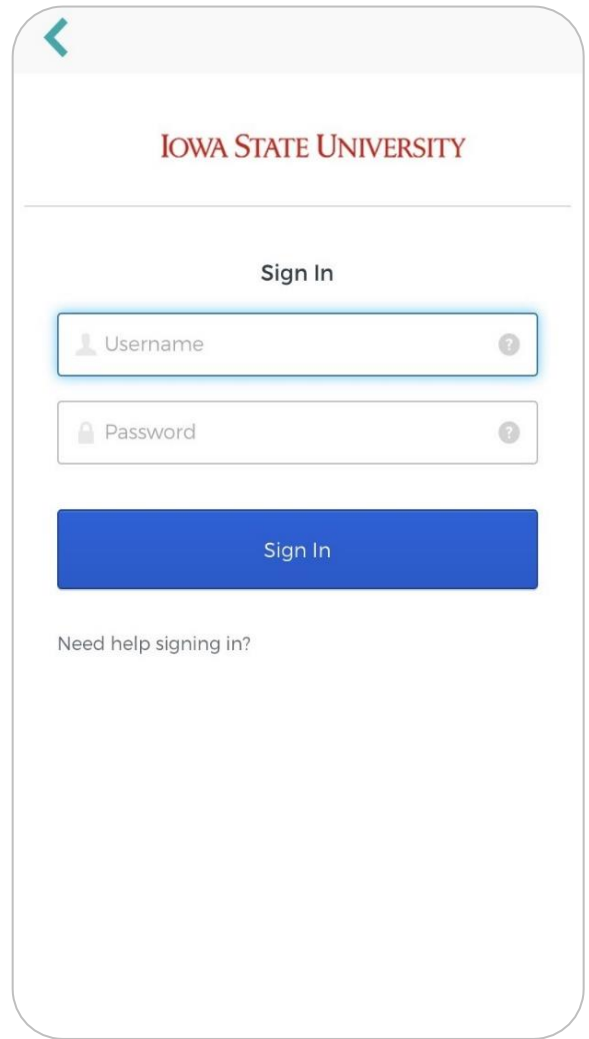 IOWA STATE UNIVERSITY
Sign In
Username
?
Password
?
Sign In
Need help signing in?